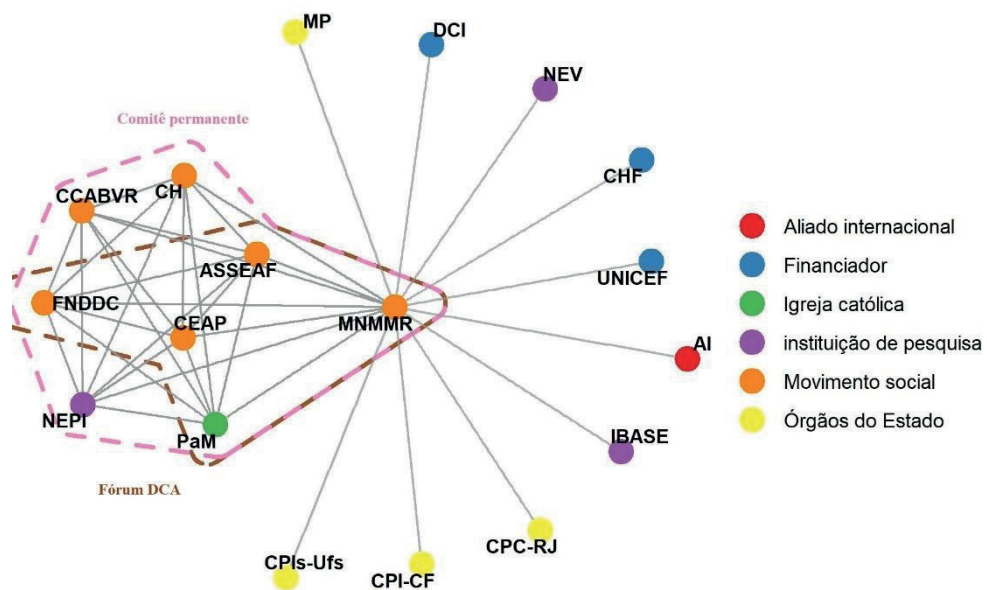 MP
DCI
NEV
Comitê permanente
CHF
CCABVR
CH
ASSEAF
UNICEF
FNDDC
CEAP
MNMMR
AI
NEPI
PaM
IBASE
Fórum DCA
CPIs-Ufs
CPI-CF
CPC-RJ
Aliado internacional
Financiador
Igreja católica
instituição de pesquisa
Movimento social
Órgãos do Estado